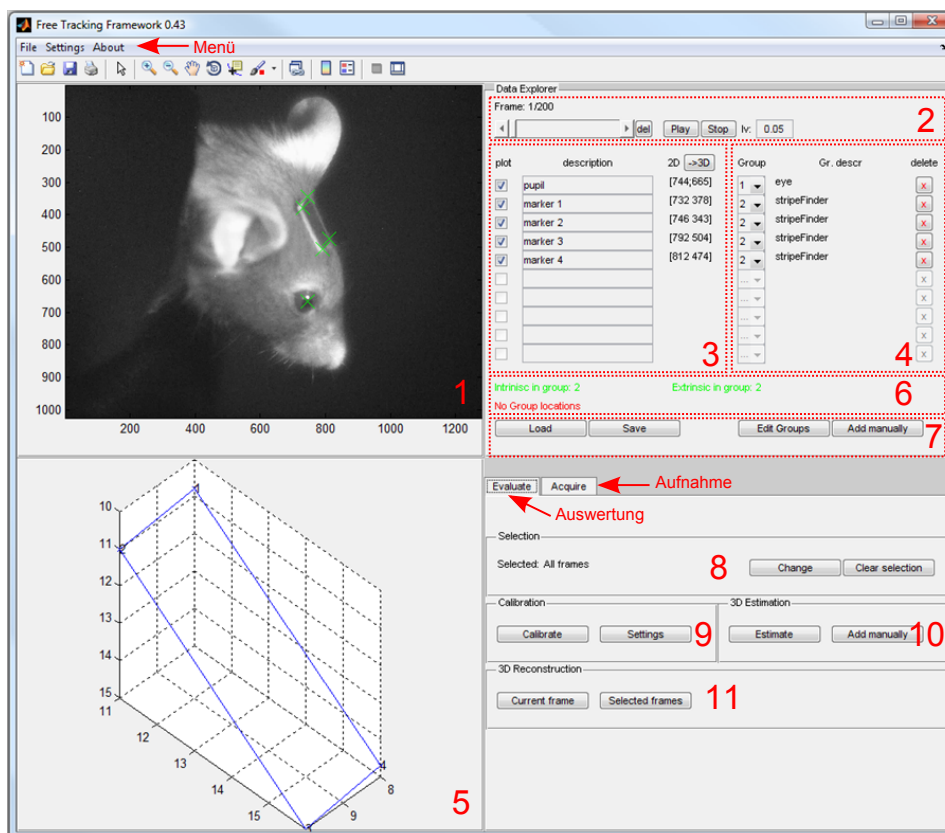 Free Tracking Framework 0.43
File Settings About
Menü
Data Explorer
Frame: 1/200
del Play Stop Iv: 0.05
2
plot description 2D ->3D Group Gr. descr delete
pupil [744;665] 1 eye x
marker 1 [732 378] 2 stripeFinder x
marker 2 [746 343] 2 stripeFinder x
marker 3 [792 504] 2 stripeFinder x
marker 4 [812 474] 2 stripeFinder x
... x
... x
... x
... x
... x
3
4
100
200
300
400
500
600
700
800
900
1000
200 400 600 800 1000 1200
1
Intrinisc in group: 2 Extrinsic in group: 2
No Group locations
6
Load Save Edit Groups Add manually
7
Evaluate Acquire
Aufnahme
Auswertung
Selection
Selected: All frames
8
Change Clear selection
Calibration
Calibrate Settings
9
3D Estimation
Estimate Add manually
10
3D Reconstruction
Current frame Selected frames
11
10
11
12
13
14
15
11
12
13
14
15
8
9
4
5